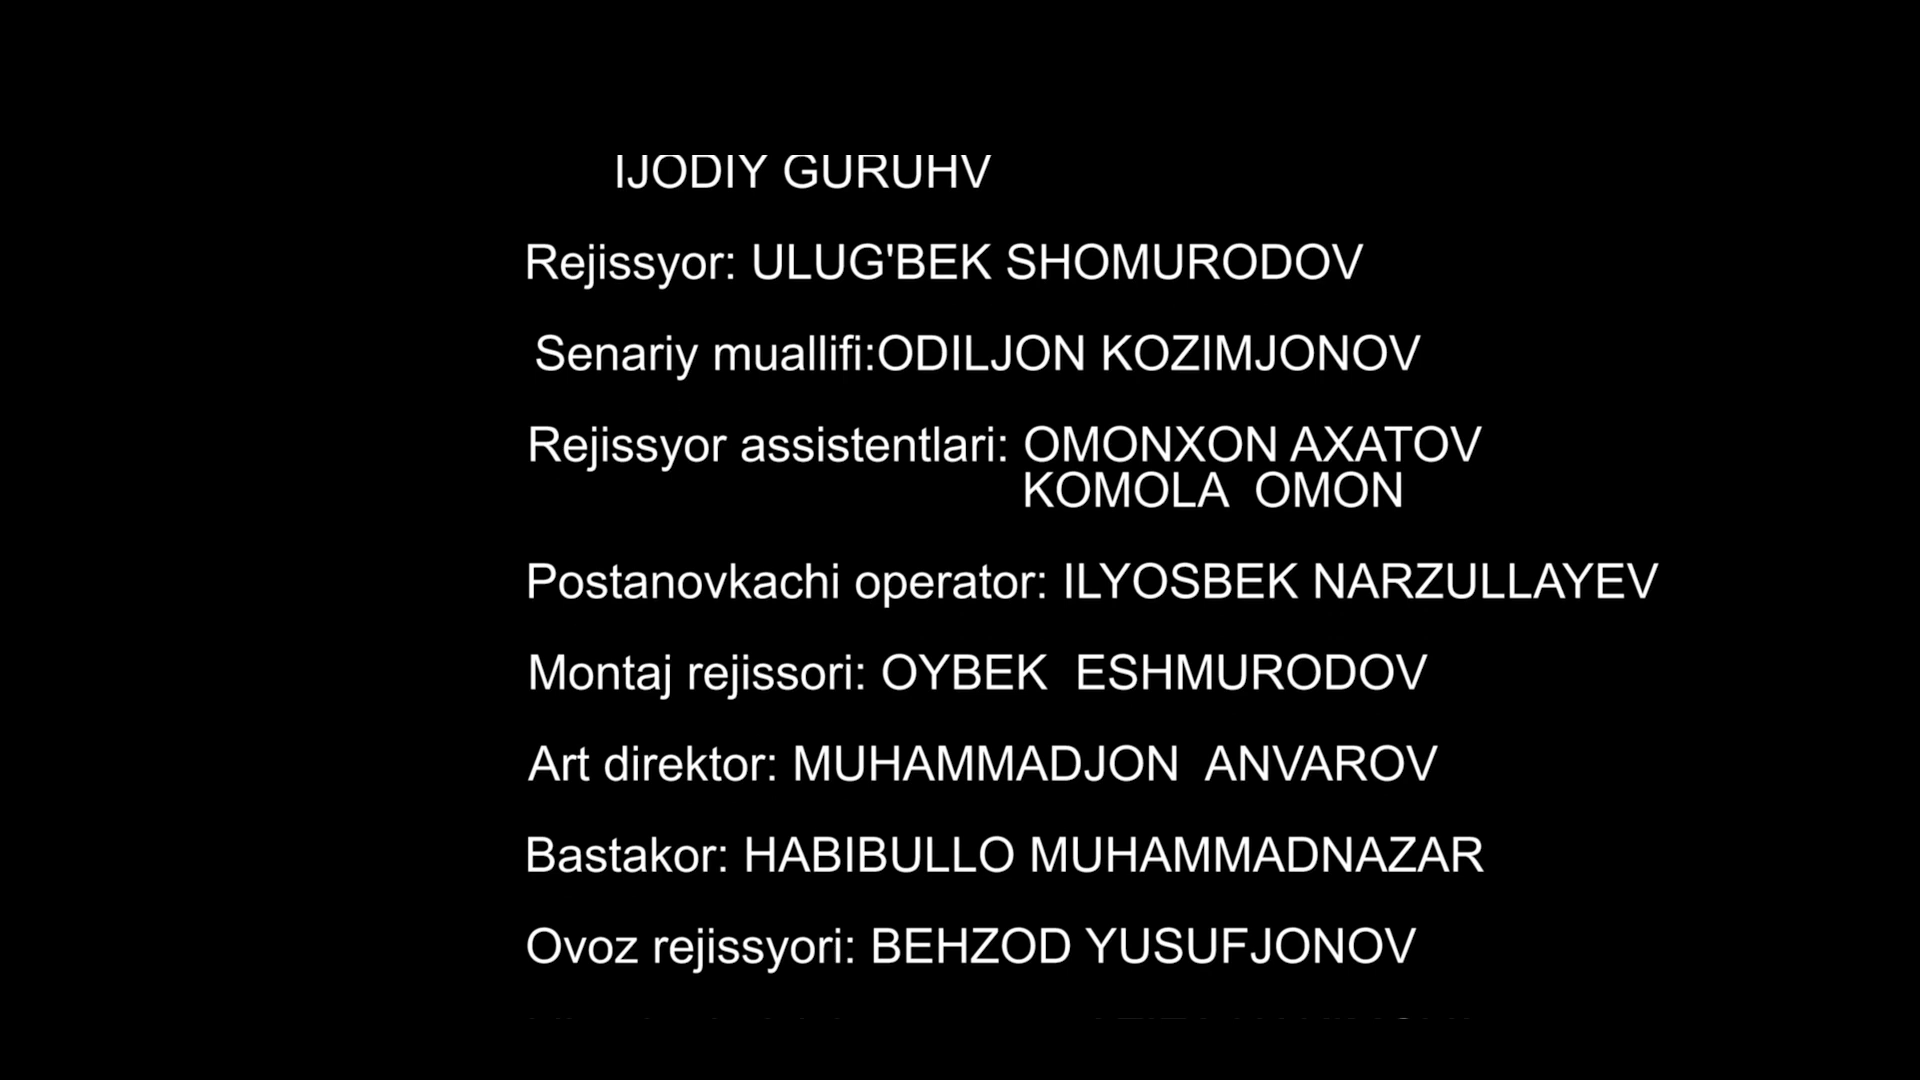 IJODIY GURUHV
Rejissyor: ULUG'BEK SHOMURODOV
Senariy muallifi:ODILJON KOZIMJONOV
Rejissyor assistentlari: OMONXON AXATOV
KOMOLA  OMON
Postanovkachi operator: ILYOSBEK NARZULLAYEV
Montaj rejissori: OYBEK  ESHMURODOV
Art direktor: MUHAMMADJON  ANVAROV
Bastakor: HABIBULLO MUHAMMADNAZAR
Ovoz rejissyori: BEHZOD YUSUFJONOV